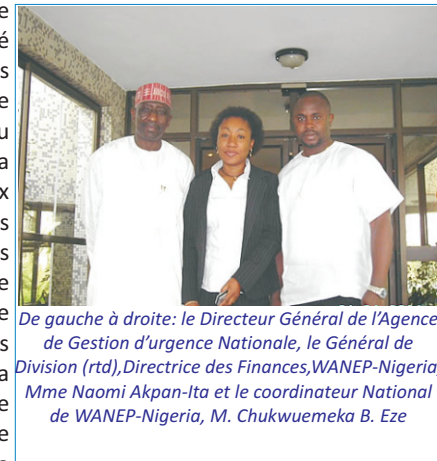 e
é
s
e
u
a
x
s
s
e
e
s
a
e
e
De gauche à droite: le Directeur Général de l'Agence
de Gestion d'urgence Nationale, le Général de
Division (rtd),Directrice des Finances,WANEP-Nigeria,
Mme Naomi Akpan-Ita et le coordinateur National
de WANEP-Nigeria, M. Chukwuemeka B. Eze